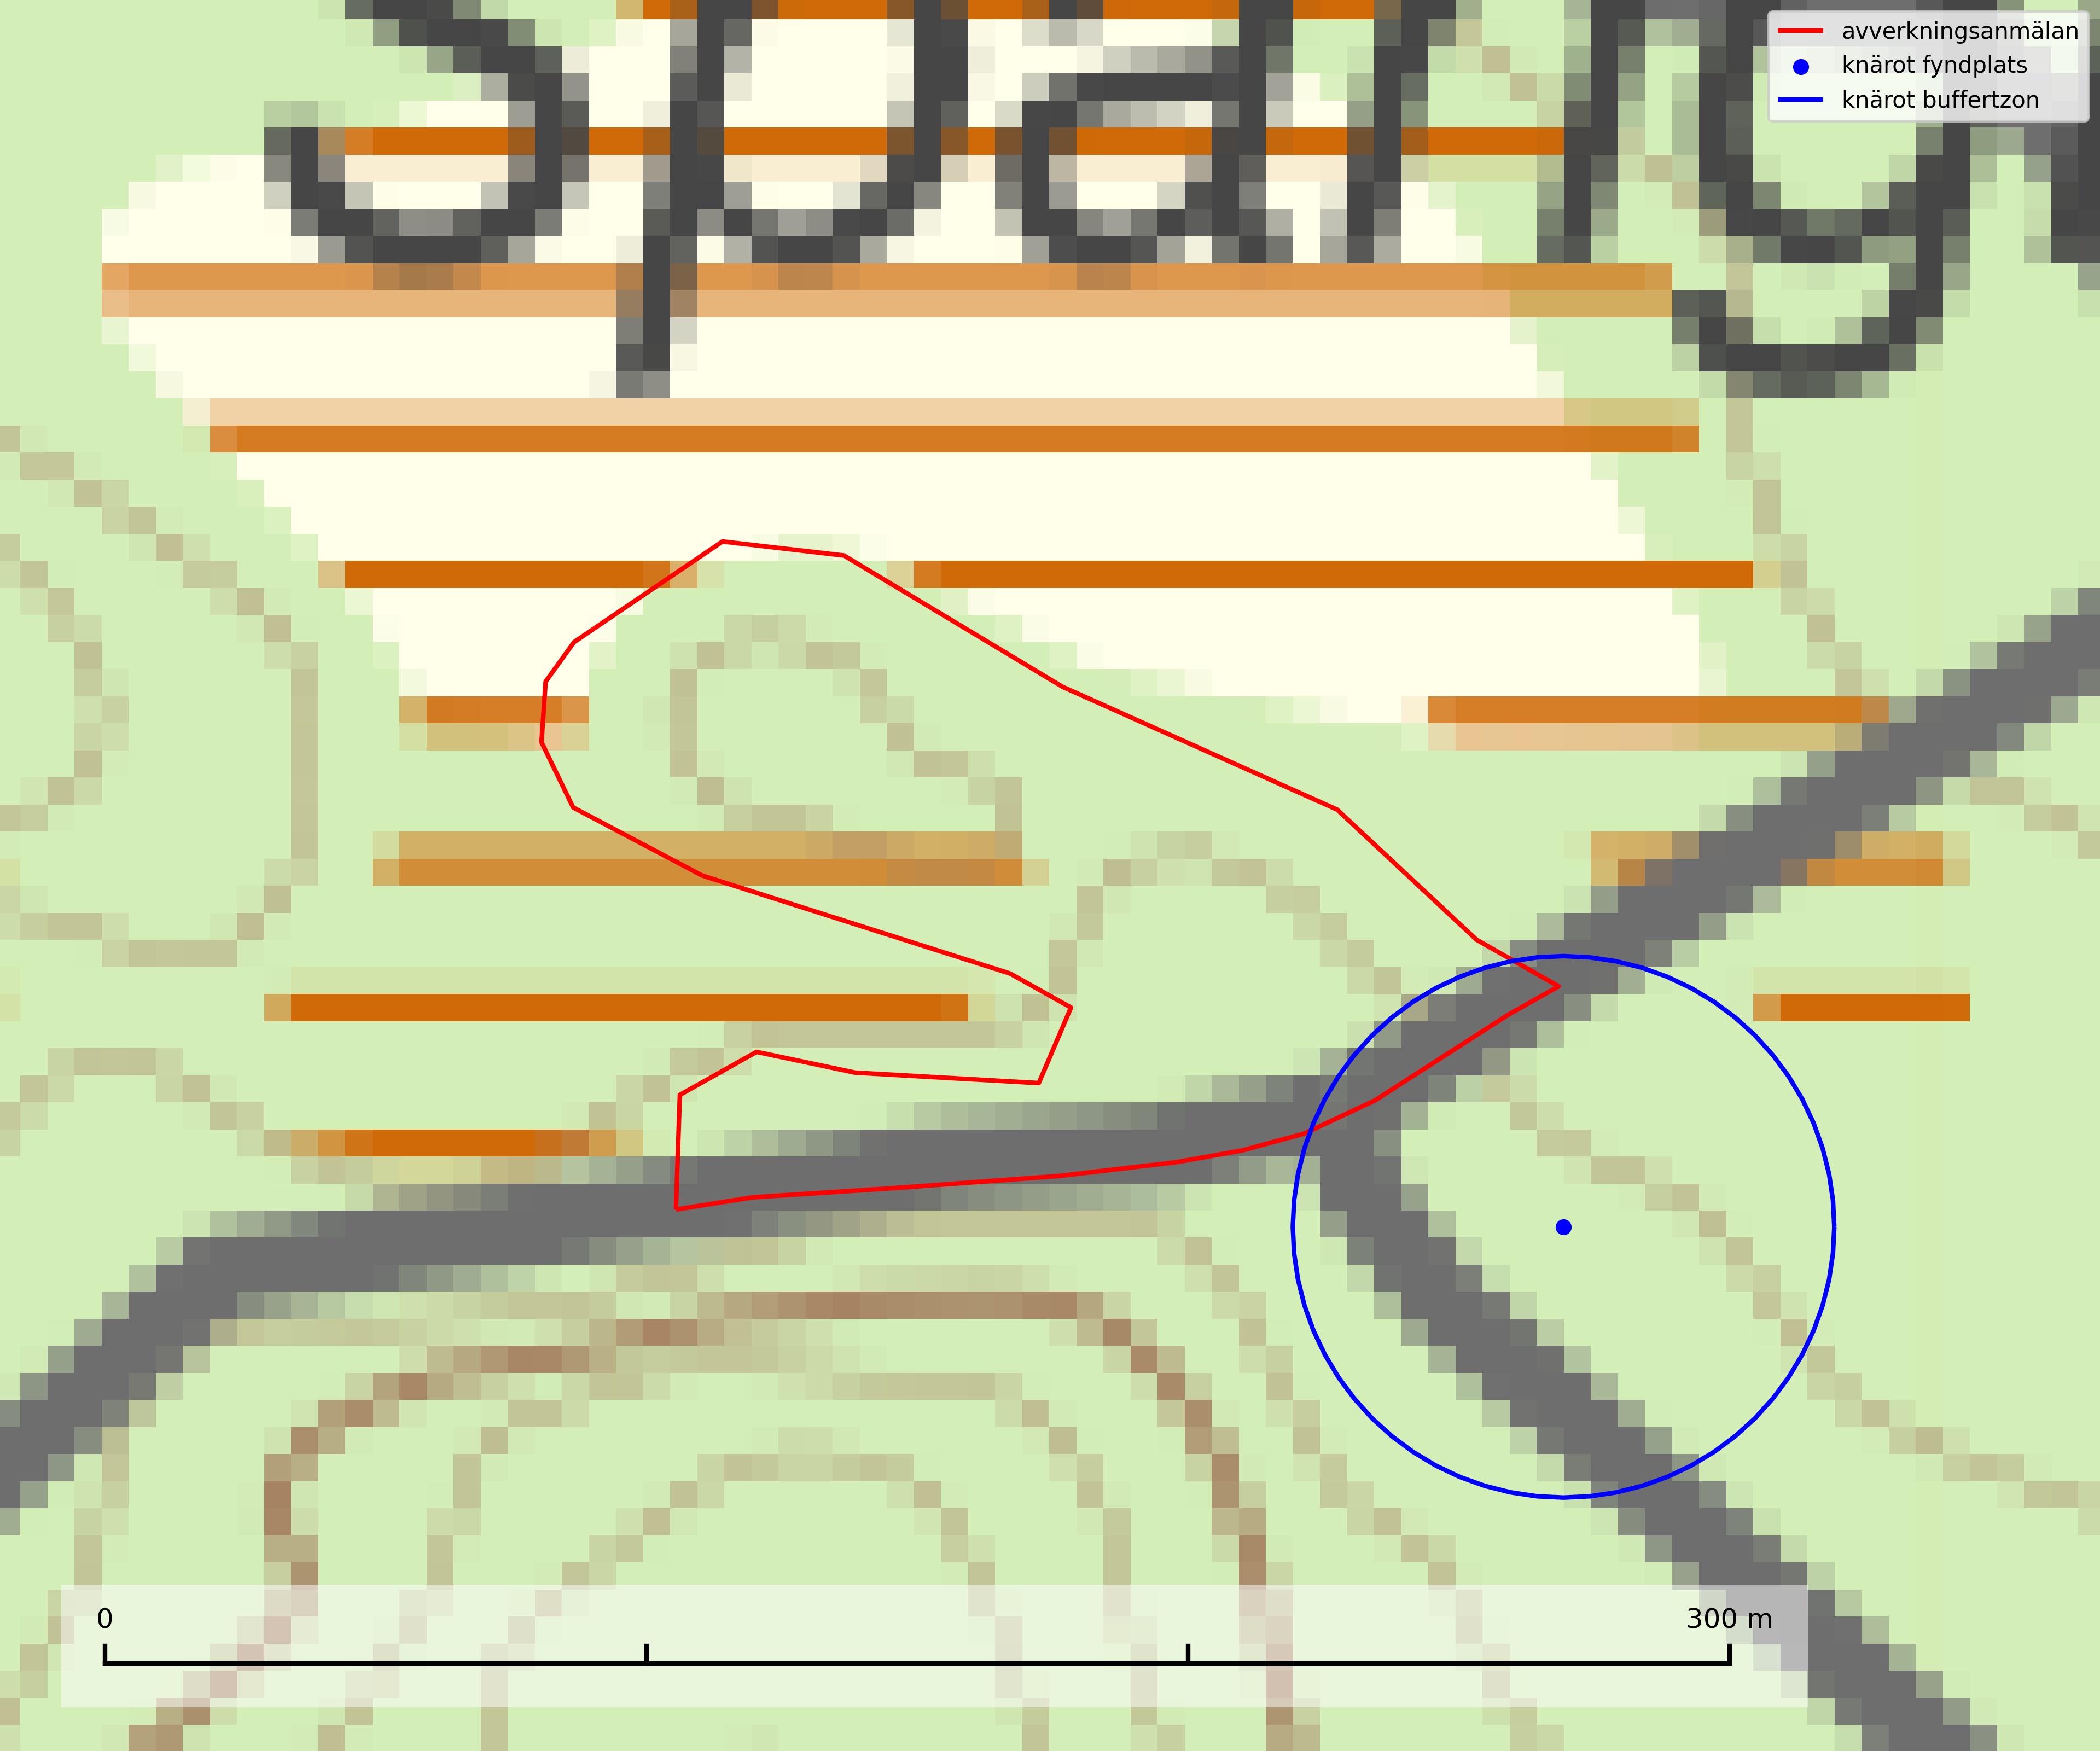 avverkningsanmälan
knärot fyndplats
knärot buffertzon
0
300 m